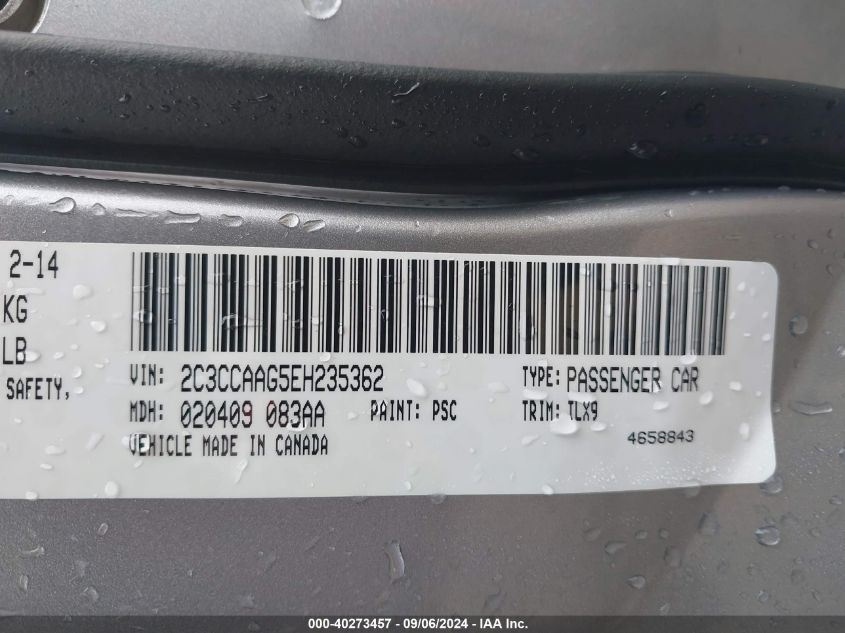 2-14
KG
LB
SAFETY,
VIN: 2C3CCAAG5EH235362
TYPE: PASSENGER CAR
MDH: 020409 083AA
PAINT: PSC
TRIM: TLX9
VEHICLE MADE IN CANADA
4658843
000-40273457 - 09/06/2024 - IAA Inc.